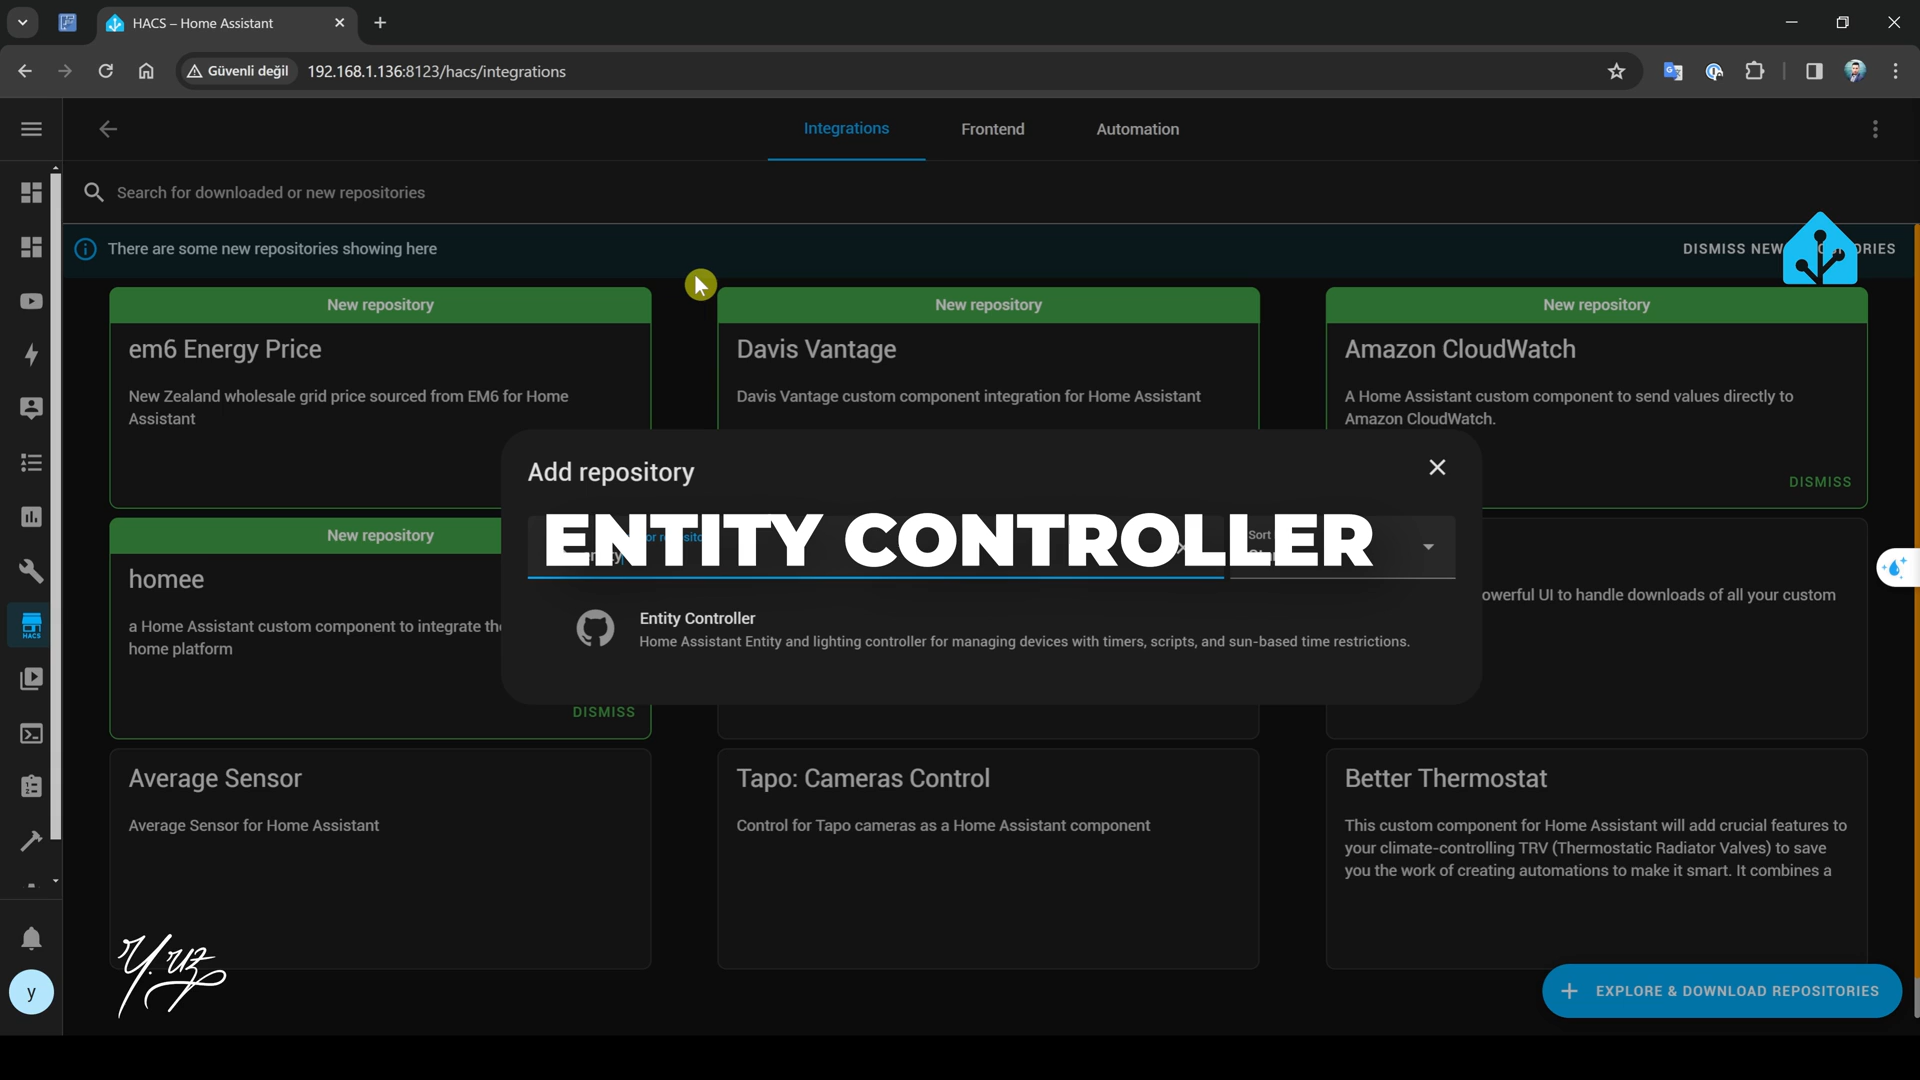 HACS – Home Assistant
Güvenli değil
192.168.1.136:8123/hacs/integrations
Integrations
Frontend
Automation
Search for downloaded or new repositories
There are some new repositories showing here
DISMISS NEW
New repository
em6 Energy Price
New Zealand wholesale grid price sourced from EM6 for Home
Assistant
New repository
Davis Vantage
Davis Vantage custom component integration for Home Assistant
New repository
Amazon CloudWatch
A Home Assistant custom component to send values directly to
Amazon CloudWatch.
DISMISS
Add repository
ENTITY CONTROLLER
Sort
Entity Controller
Home Assistant Entity and lighting controller for managing devices with timers, scripts, and sun-based time restrictions.
New repository
homee
a Home Assistant custom component to integrate
home platform
DISMISS
owerful UI to handle downloads of all your custom
HACS
Average Sensor
Average Sensor for Home Assistant
Tapo: Cameras Control
Control for Tapo cameras as a Home Assistant component
Better Thermostat
This custom component for Home Assistant will add crucial features to
your climate-controlling TRV (Thermostatic Radiator Valves) to save
you the work of creating automations to make it smart. It combines a
y
Y.uz
EXPLORE & DOWNLOAD REPOSITORIES